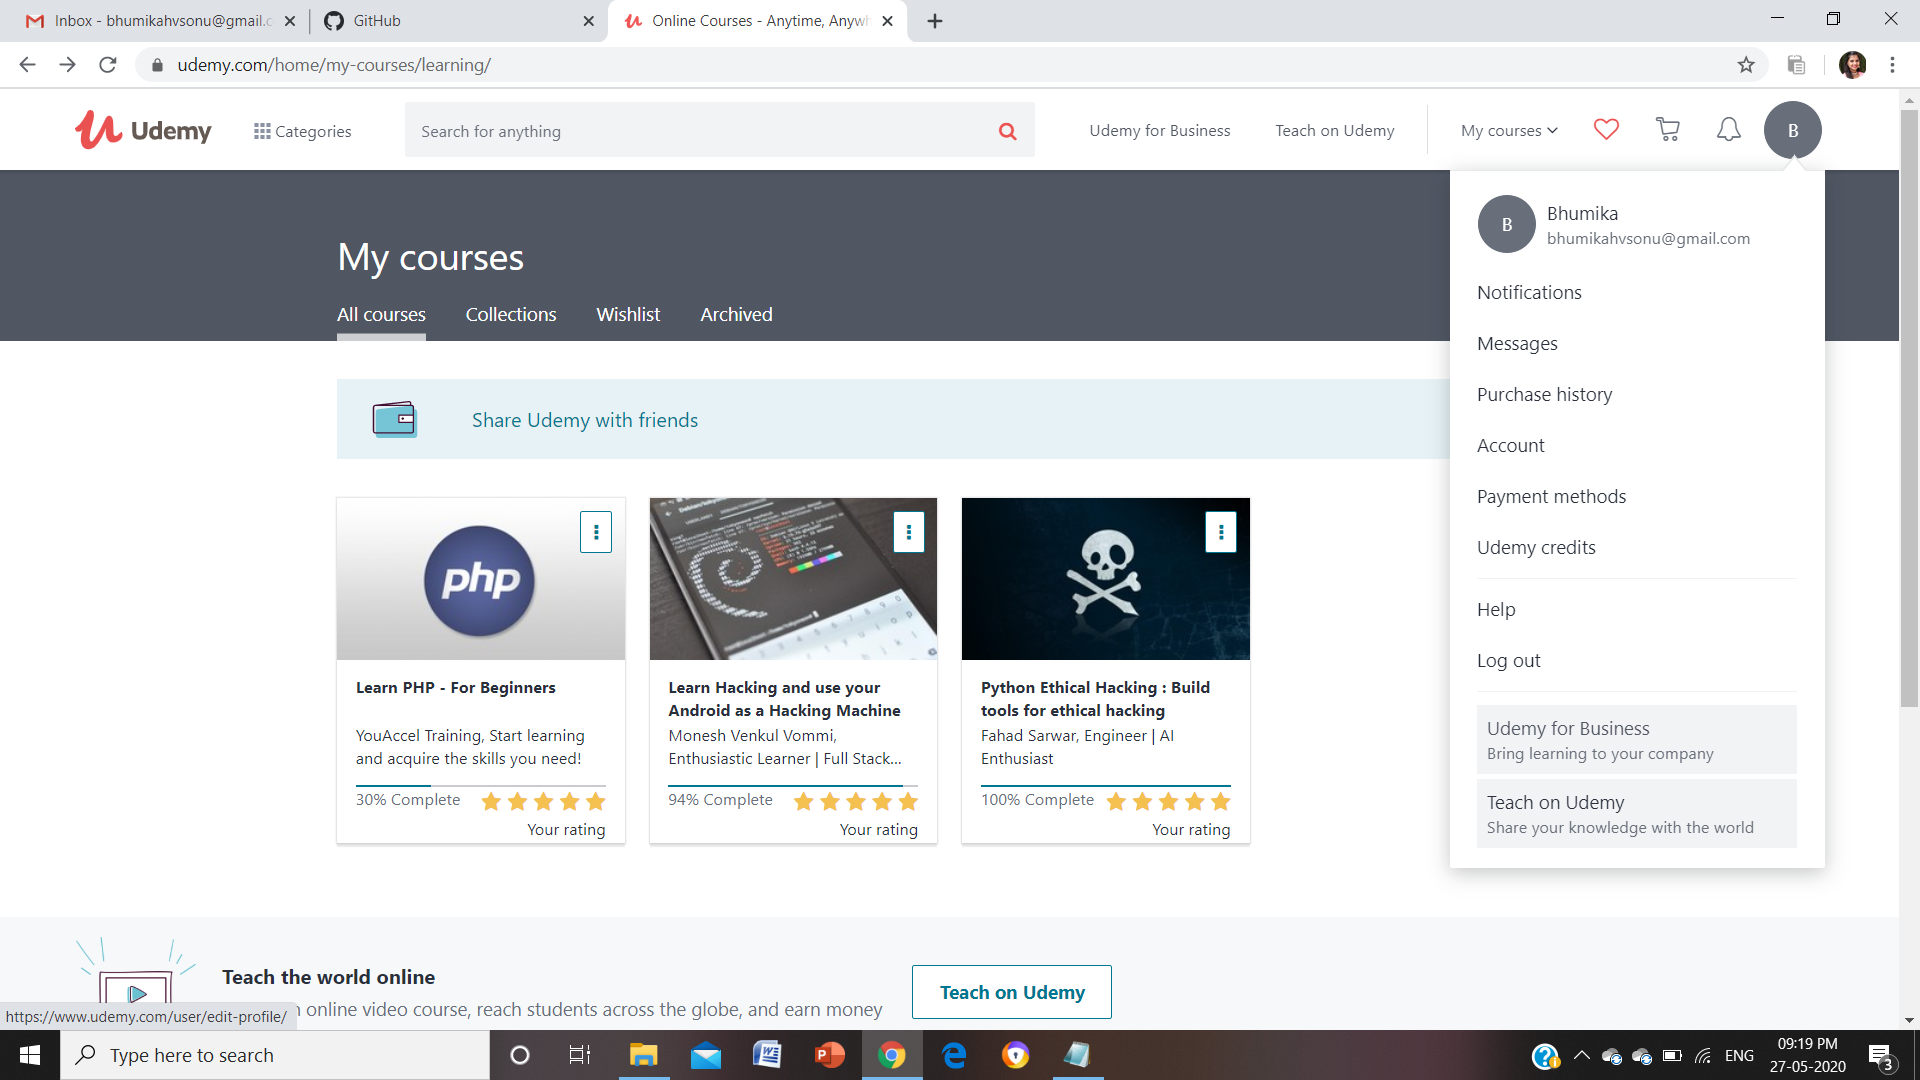 Inbox - bhumikahvsonu@gmail.c
GitHub
Online Courses - Anytime, Anywh
udemy.com/home/my-courses/learning/
Udemy
Categories
Search for anything
Udemy for Business
Teach on Udemy
My courses
B
B
Bhumika
bhumikahvsonu@gmail.com
Notifications
Messages
Purchase history
Account
Payment methods
Udemy credits
Help
Log out
Udemy for Business
Bring learning to your company
Teach on Udemy
Share your knowledge with the world
My courses
All courses
Collections
Wishlist
Archived
Share Udemy with friends
php
Learn PHP - For Beginners
YouAccel Training, Start learning
and acquire the skills you need!
30% Complete
Your rating
Learn Hacking and use your
Android as a Hacking Machine
Monesh Venkul Vommi,
Enthusiastic Learner | Full Stack...
94% Complete
Your rating
Python Ethical Hacking : Build
tools for ethical hacking
Fahad Sarwar, Engineer | AI
Enthusiast
100% Complete
Your rating
Teach the world online
online video course, reach students across the globe, and earn money
Teach on Udemy
https://www.udemy.com/user/edit-profile/
Type here to search
ENG
09:19 PM
27-05-2020
3